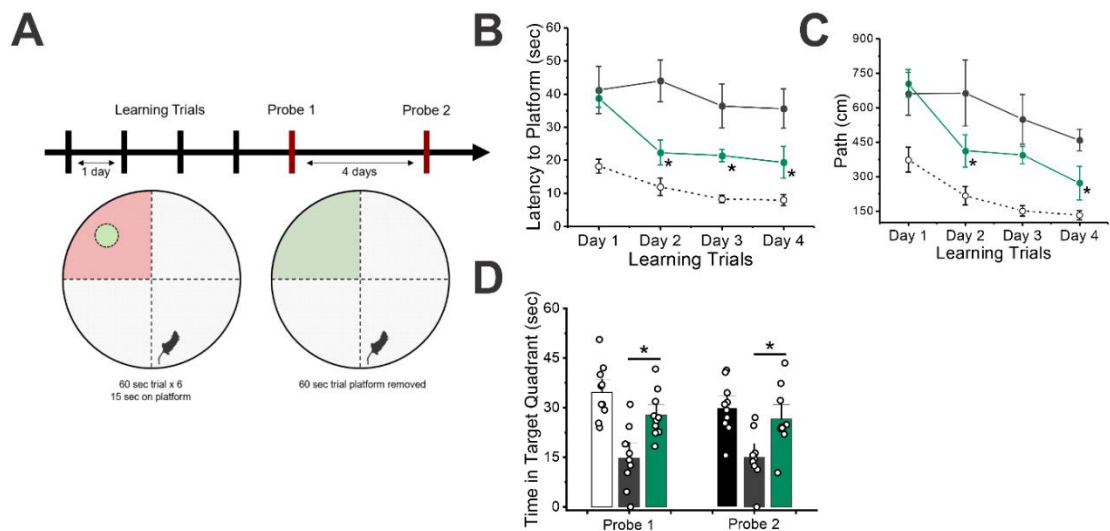 A
Learning Trials
Probe 1
Probe 2
1 day
4 days
60 sec trial x 6
15 sec on platform
60 sec trial platform removed
B
Latency to Platform (sec)
60
50
40
30
20
10
0
*
*
*
Day 1
Day 2
Day 3
Day 4
Learning Trials
C
Path (cm)
900
750
600
450
300
150
*
*
Day 1
Day 2
Day 3
Day 4
Learning Trials
D
Time in Target Quadrant (sec)
60
45
30
15
0
*
*
Probe 1
Probe 2